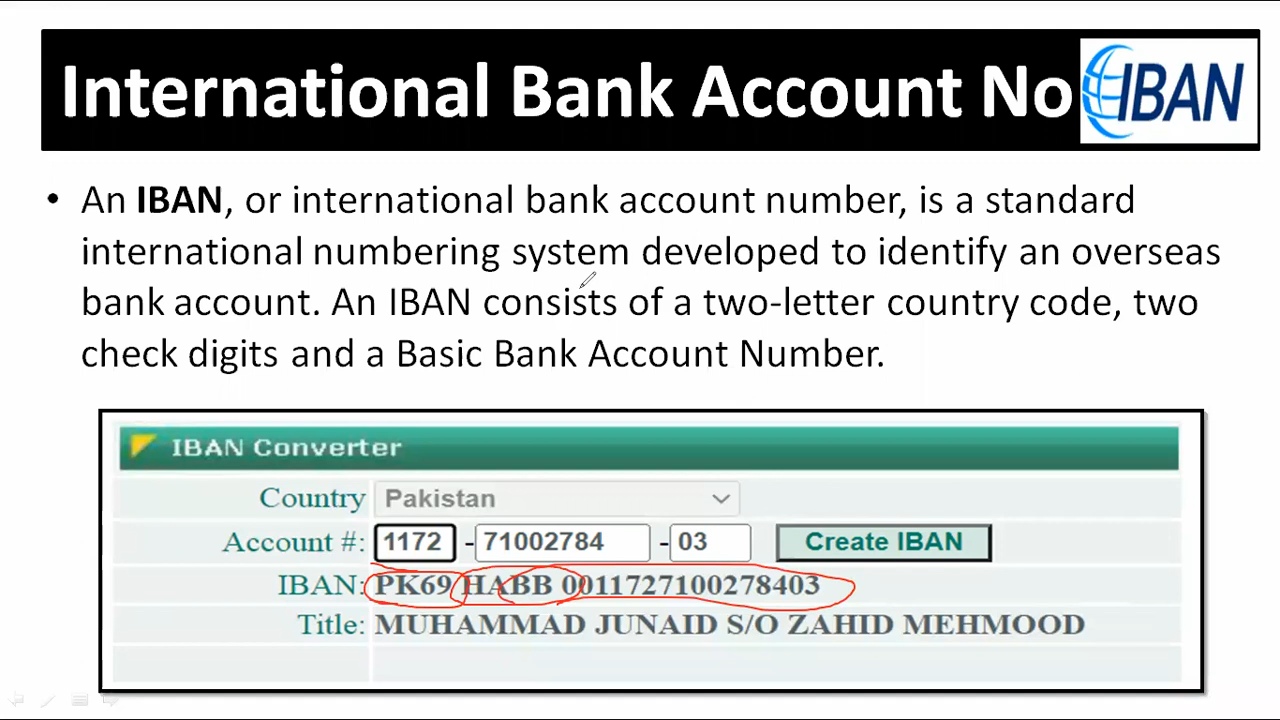 International Bank Account No
IBAN
• An IBAN, or international bank account number, is a standard
international numbering system developed to identify an overseas
bank account. An IBAN consists of a two-letter country code, two
check digits and a Basic Bank Account Number.
IBAN Converter
Country Pakistan
Account #: 1172 - 71002784 - 03 Create IBAN
IBAN: PK69 HABB 0011727100278403
Title: MUHAMMAD JUNAID S/O ZAHID MEHMOOD